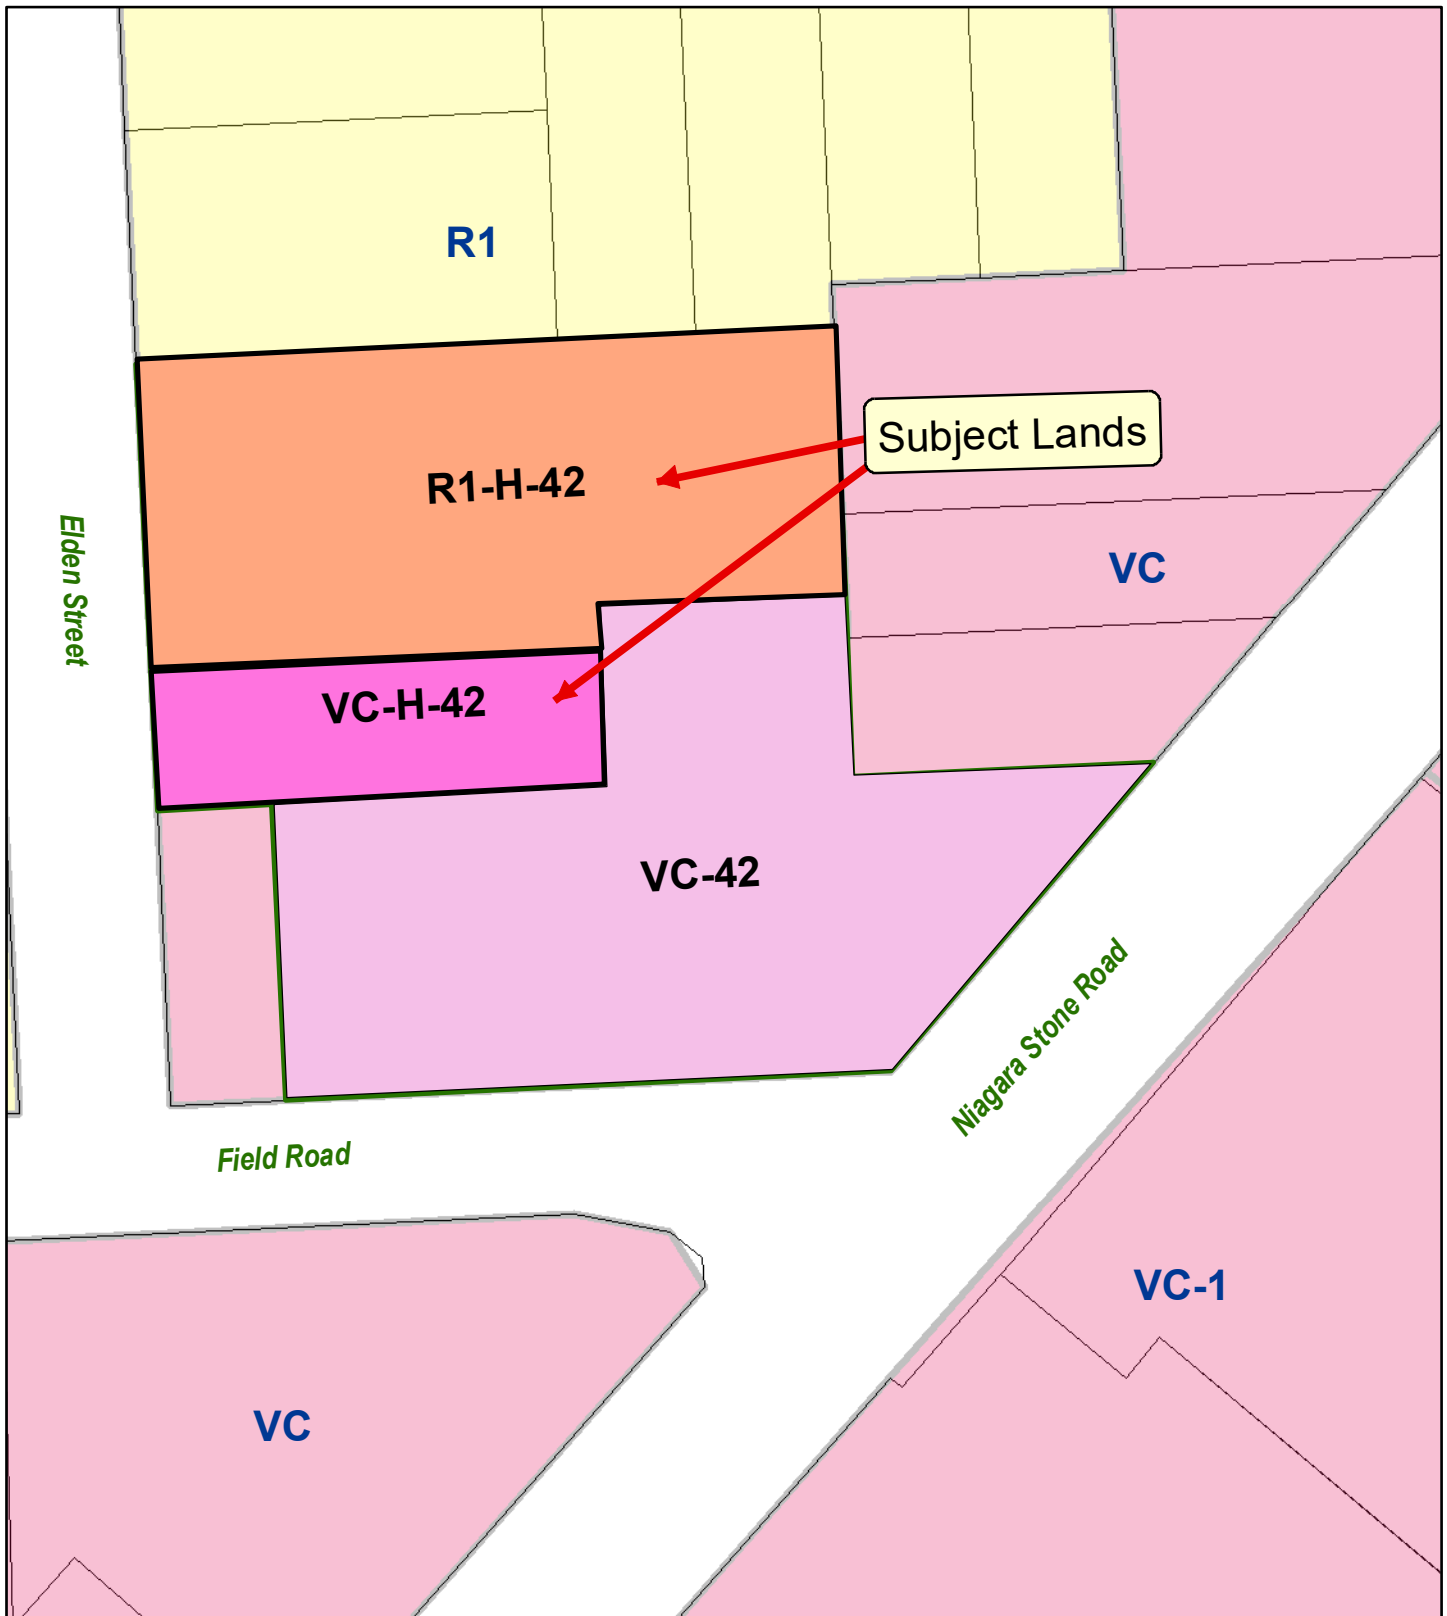 R1
Subject Lands
R1-H-42
Elden Street
VC
VC-H-42
VC-42
Niagara Stone Road
Field Road
VC-1
VC